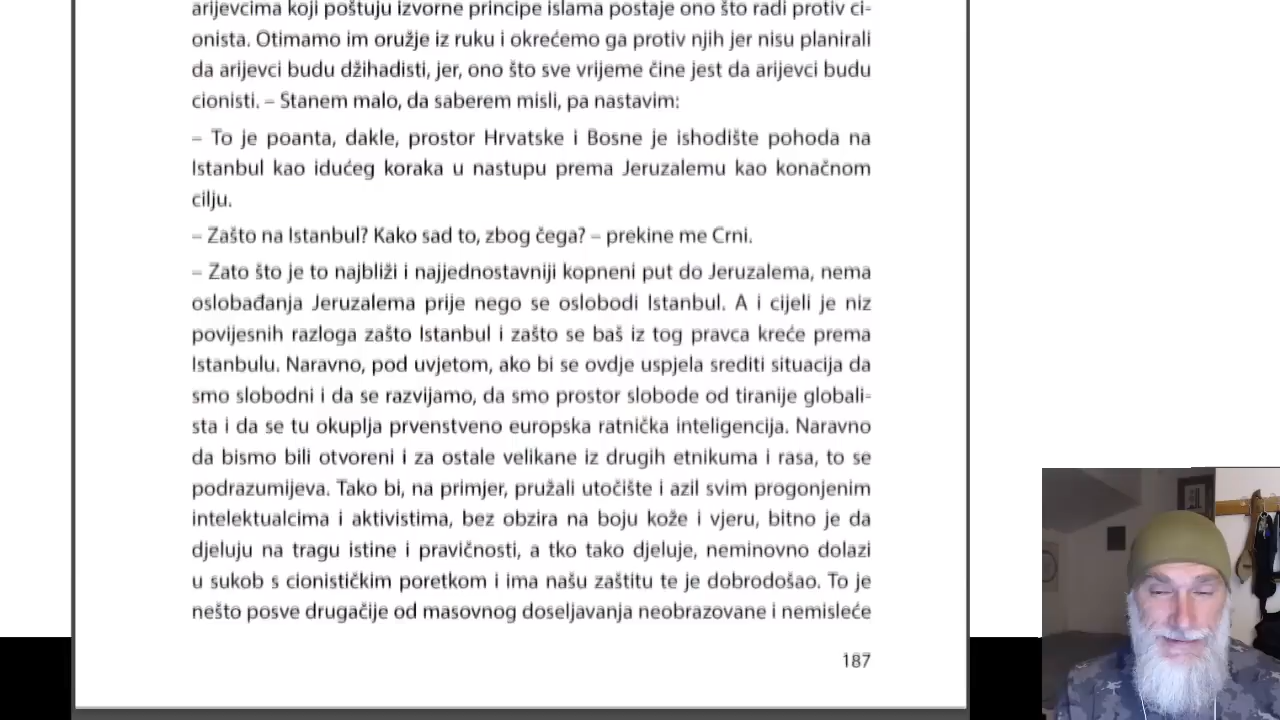 arijevcima koji poštuju izvorne principe islama postaje ono što radi protiv ci-
onista. Otimamo im oružje iz ruku i okrećemo ga protiv njih jer nisu planirali
da arijevci budu džihadisti, jer, ono što sve vrijeme čine jest da arijevci budu
cionisti. – Stanem malo, da saberem misli, pa nastavim:
– To je poanta, dakle, prostor Hrvatske i Bosne je ishodište pohoda na
Istanbul kao idućeg koraka u nastupu prema Jeruzalemu kao konačnom
cilju.
– Zašto na Istanbul? Kako sad to, zbog čega? – prekine me Crni.
– Zato što je to najbliži i najjednostavniji kopneni put do Jeruzalema, nema
oslobađanja Jeruzalema prije nego se oslobodi Istanbul. A i cijeli je niz
povijesnih razloga zašto Istanbul i zašto se baš iz tog pravca kreće prema
Istanbulu. Naravno, pod uvjetom, ako bi se ovdje uspjela srediti situacija da
smo slobodni i da se razvijamo, da smo prostor slobode od tiranije globali-
sta i da se tu okuplja prvenstveno europska ratnička inteligencija. Naravno
da bismo bili otvoreni i za ostale velikane iz drugih etnikuma i rasa, to se
podrazumijeva. Tako bi, na primjer, pružali utočište i azil svim progonjenim
intelektualcima i aktivistima, bez obzira na boju kože i vjeru, bitno je da
djeluju na tragu istine i pravičnosti, a tko tako djeluje, neminovno dolazi
u sukob s cionističkim poretkom i ima našu zaštitu te je dobrodošao. To je
nešto posve drugačije od masovnog doseljavanja neobrazovane i nemisleće
187